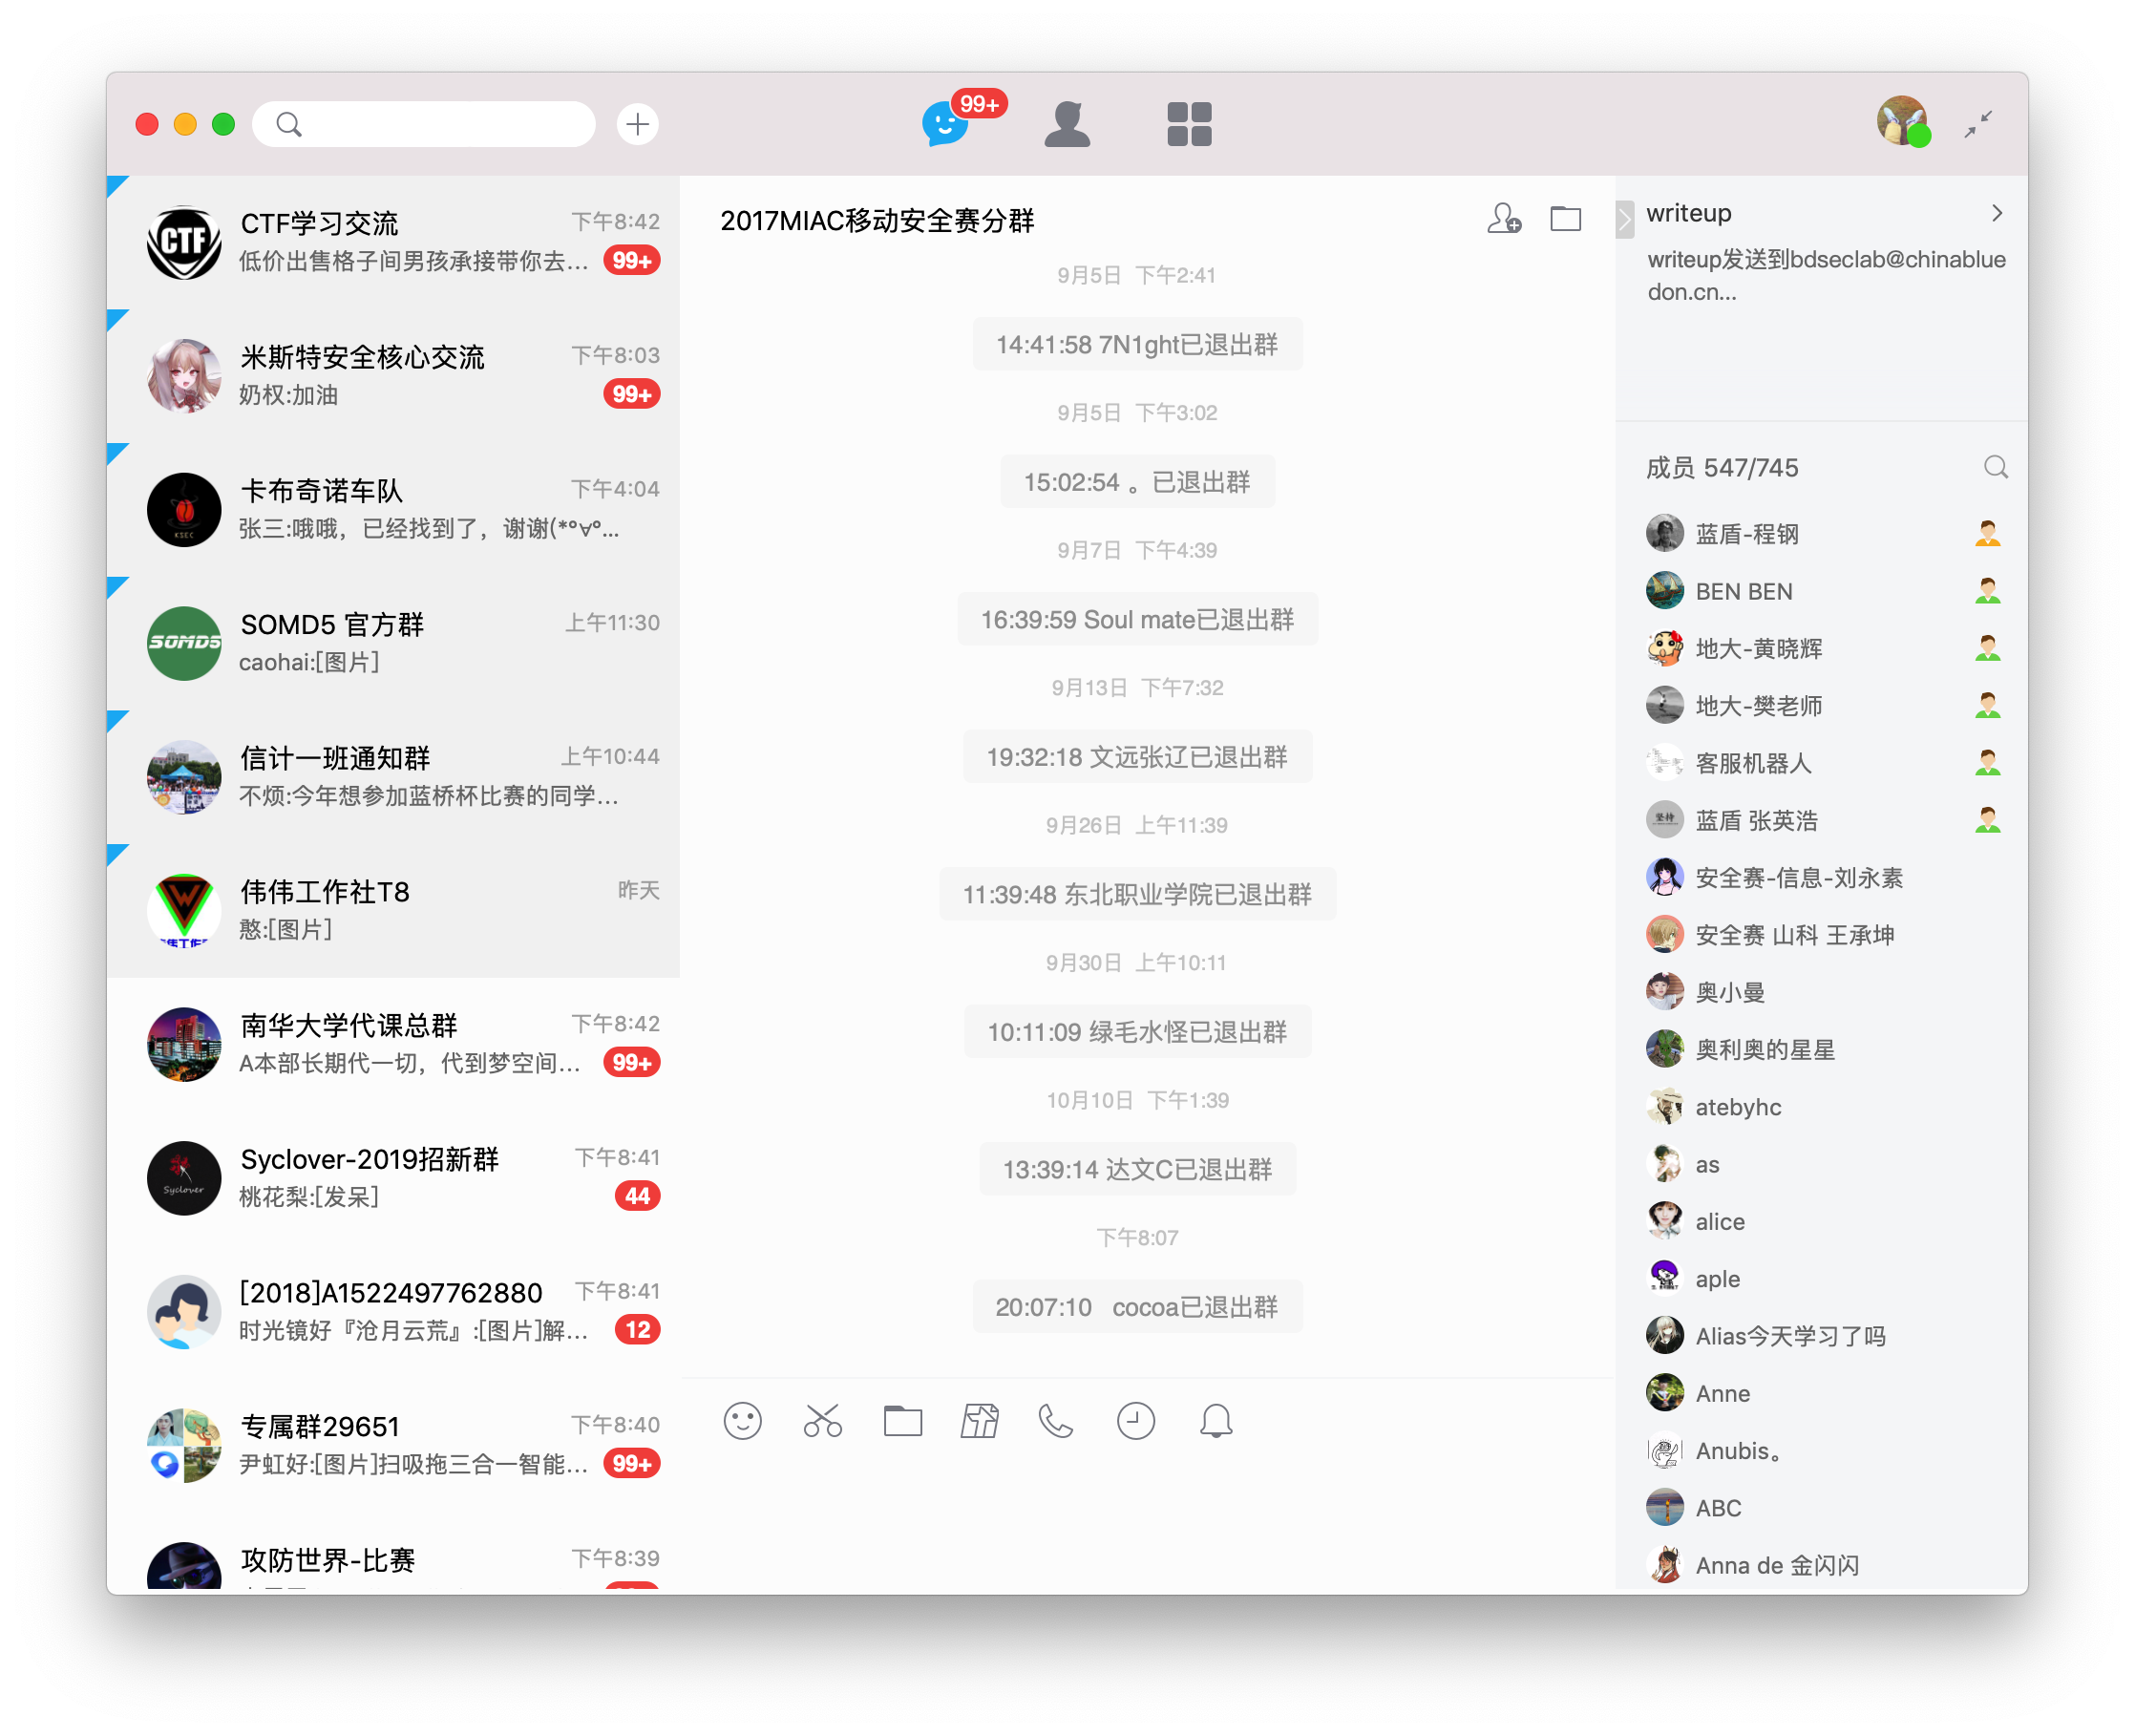 99+
CTF
CTF学习交流
下午8:42
低价出售格子间男孩承接带你去...
99+
米斯特安全核心交流
下午8:03
奶权:加油
99+
KSEC
卡布奇诺车队
下午4:04
张三:哦哦，已经找到了，谢谢(*°∀°...
SOMD5
SOMD5 官方群
上午11:30
caohai:[图片]
信计一班通知群
上午10:44
不烦:今年想参加蓝桥杯比赛的同学...
伟伟工作社T8
昨天
憨:[图片]
南华大学代课总群
下午8:42
A本部长期代一切，代到梦空间...
99+
Syclover
Syclover-2019招新群
下午8:41
桃花梨:[发呆]
44
[2018]A1522497762880
下午8:41
时光镜好『沧月云荒』:[图片]解...
12
专属群29651
下午8:40
尹虹好:[图片]扫吸拖三合一智能...
99+
攻防世界-比赛
下午8:39
2017MIAC移动安全赛分群
9月5日 下午2:41
14:41:58 7N1ght已退出群
9月5日 下午3:02
15:02:54 。已退出群
9月7日 下午4:39
16:39:59 Soul mate已退出群
9月13日 下午7:32
19:32:18 文远张辽已退出群
9月26日 上午11:39
11:39:48 东北职业学院已退出群
9月30日 上午10:11
10:11:09 绿毛水怪已退出群
10月10日 下午1:39
13:39:14 达文C已退出群
下午8:07
20:07:10 cocoa已退出群
writeup
writeup发送到bdseclab@chinablue
don.cn...
成员 547/745
蓝盾-程钢
BEN BEN
地大-黄晓辉
地大-樊老师
客服机器人
坚持
蓝盾 张英浩
安全赛-信息-刘永素
安全赛 山科 王承坤
奥小曼
奥利奥的星星
atebyhc
as
alice
aple
Alias今天学习了吗
Anne
Anubis。
ABC
Anna de 金闪闪